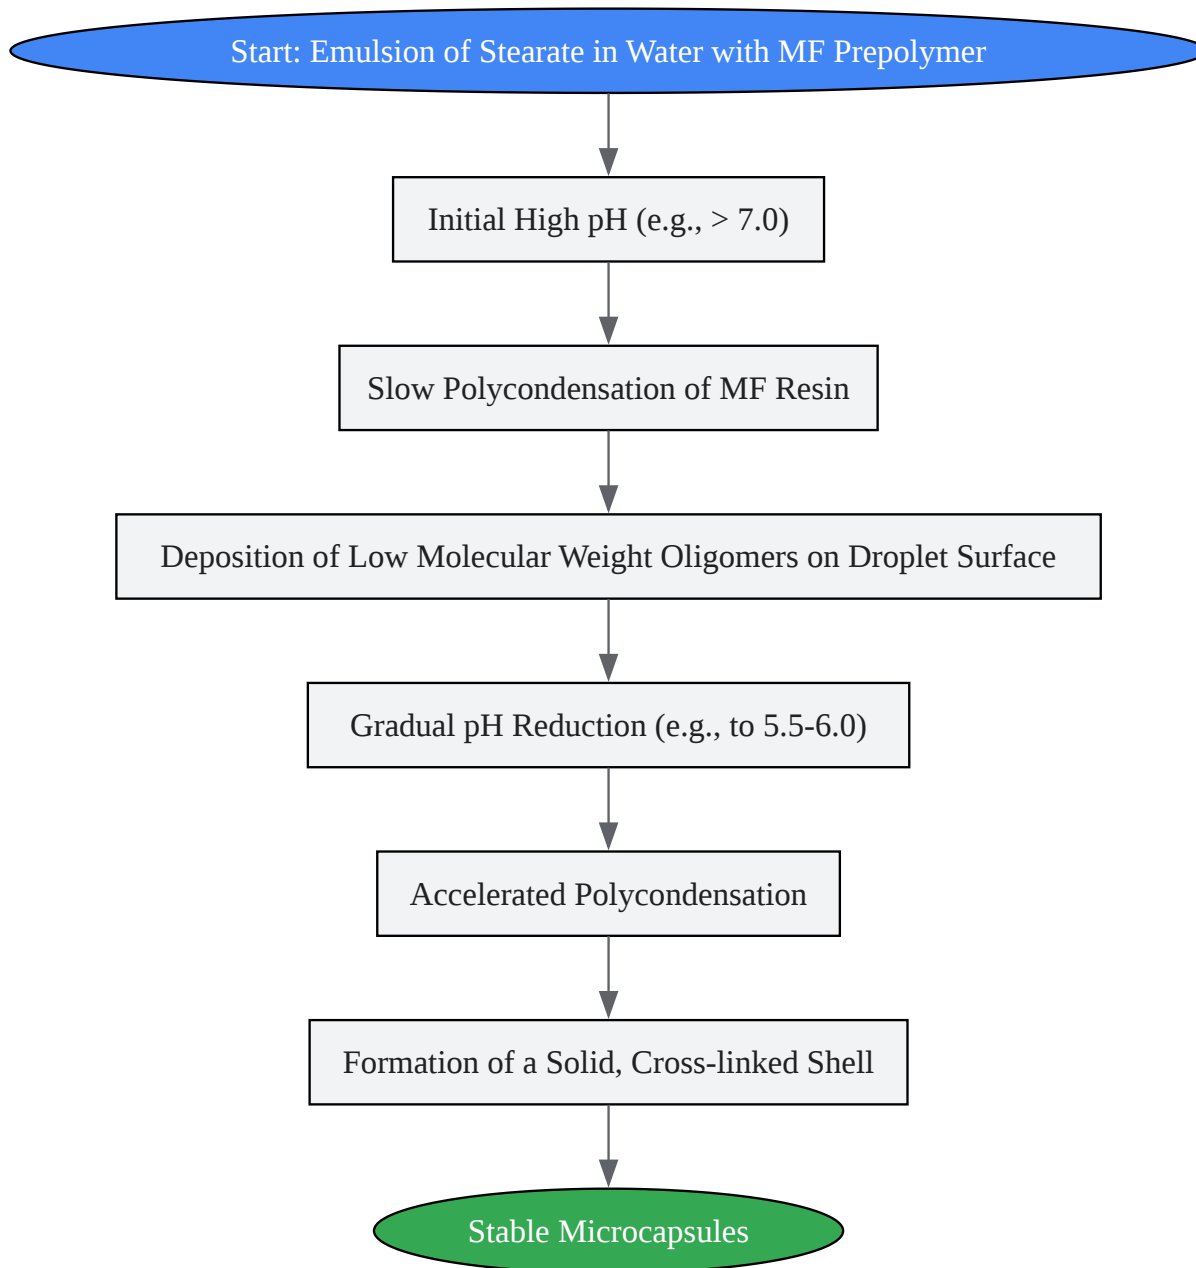 Start: Emulsion of Stearate in Water with MF Prepolymer
Initial High pH (e.g., > 7.0)
Slow Polycondensation of MF Resin
Deposition of Low Molecular Weight Oligomers on Droplet Surface
Gradual pH Reduction (e.g., to 5.5-6.0)
Accelerated Polycondensation
Formation of a Solid, Cross-linked Shell
Stable Microcapsules